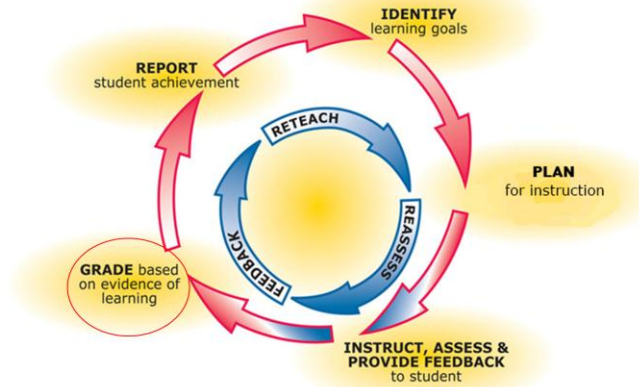 IDENTIFY
learning goals
REPORT
student achievement
RETEACH
PLAN
for instruction
REASSESS
FEEDBACK
GRADE based
on evidence of
learning
INSTRUCT, ASSESS &
PROVIDE FEEDBACK
to student